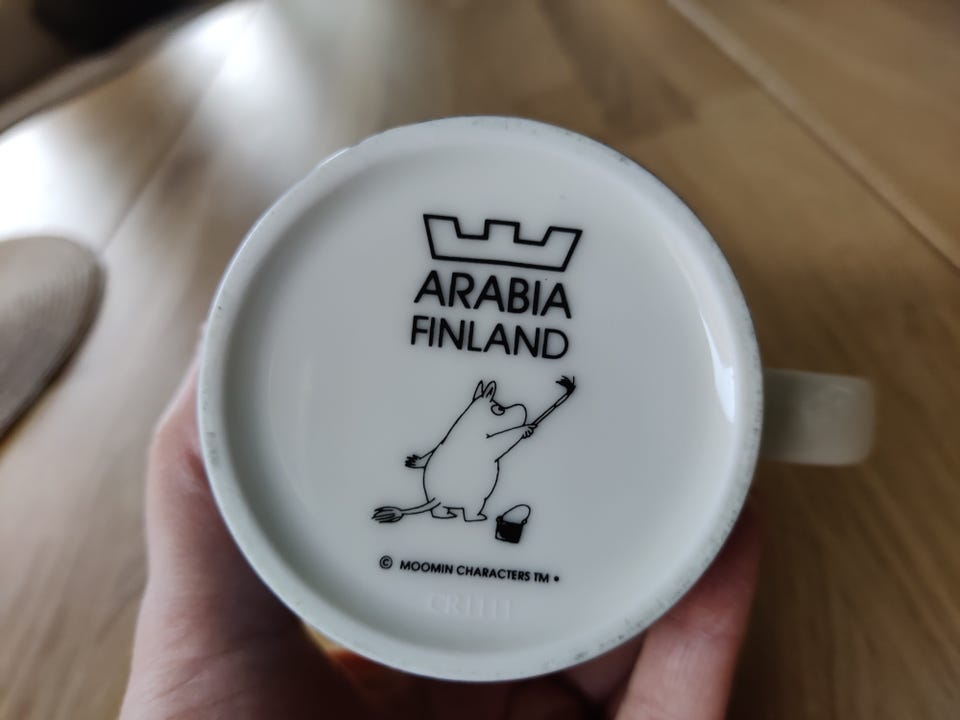 ARABIA
FINLAND
© MOOMIN CHARACTERS TM •